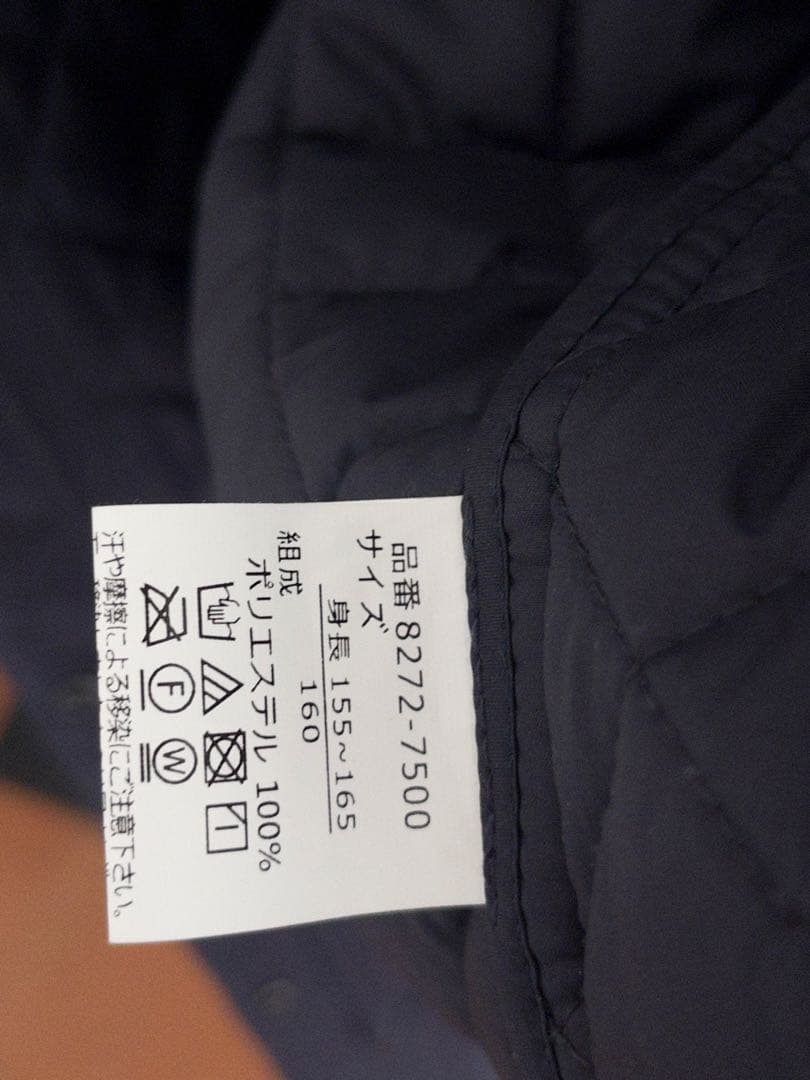 品番 8272-7500
サイズ
身長 155~165
160
組成
ポリエステル 100%
F W
汗や摩擦による移染にご注意下さい。